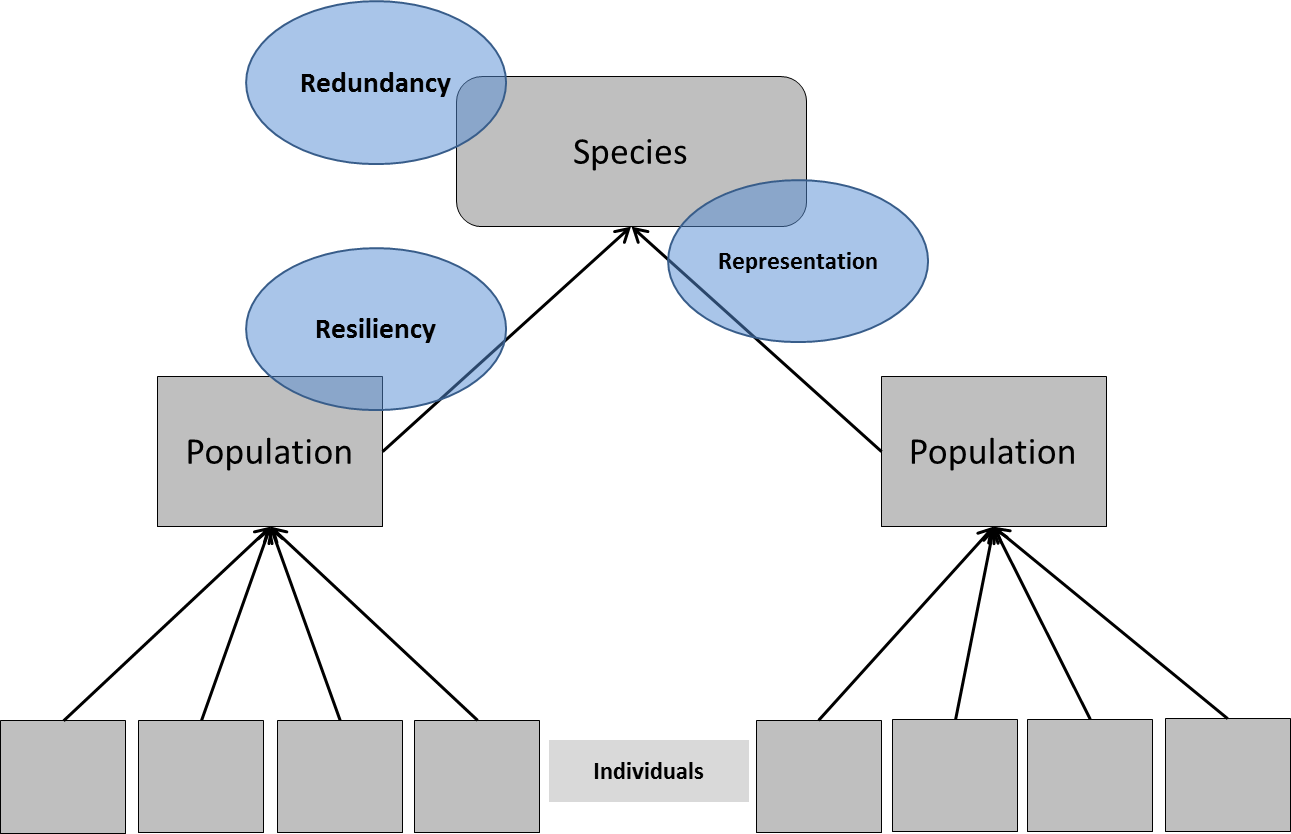 Redundancy
Species
Representation
Resiliency
Population
Population
Individuals